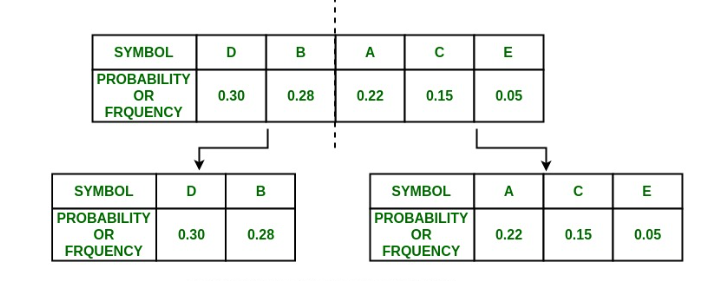 SYMBOL D B A C E
PROBABILITY
OR
FRQUENCY 0.30 0.28 0.22 0.15 0.05
SYMBOL D B
PROBABILITY
OR
FRQUENCY 0.30 0.28
SYMBOL A C E
PROBABILITY
OR
FRQUENCY 0.22 0.15 0.05